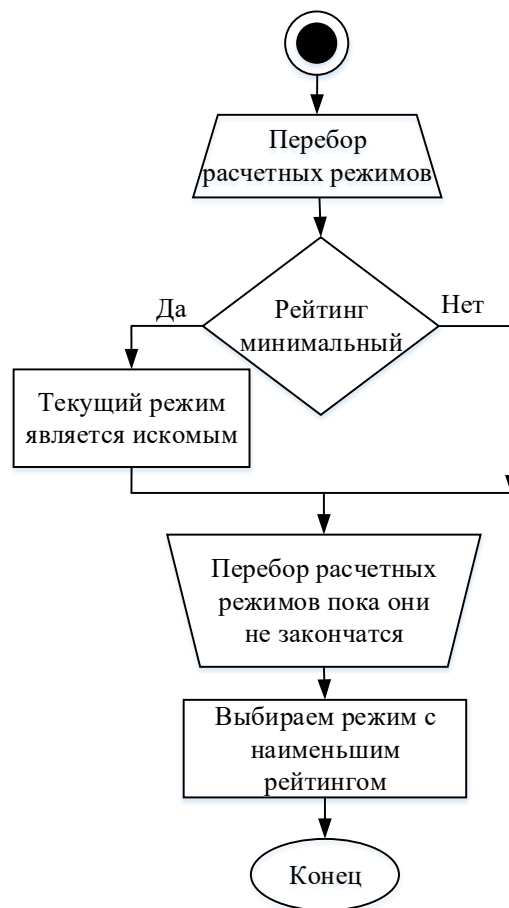 Перебор
расчетных режимов
Рейтинг
минимальный
Да
Нет
Текущий режим
является искомым
Перебор расчетных
режимов пока они
не закончатся
Выбираем режим с
наименьшим
рейтингом
Конец